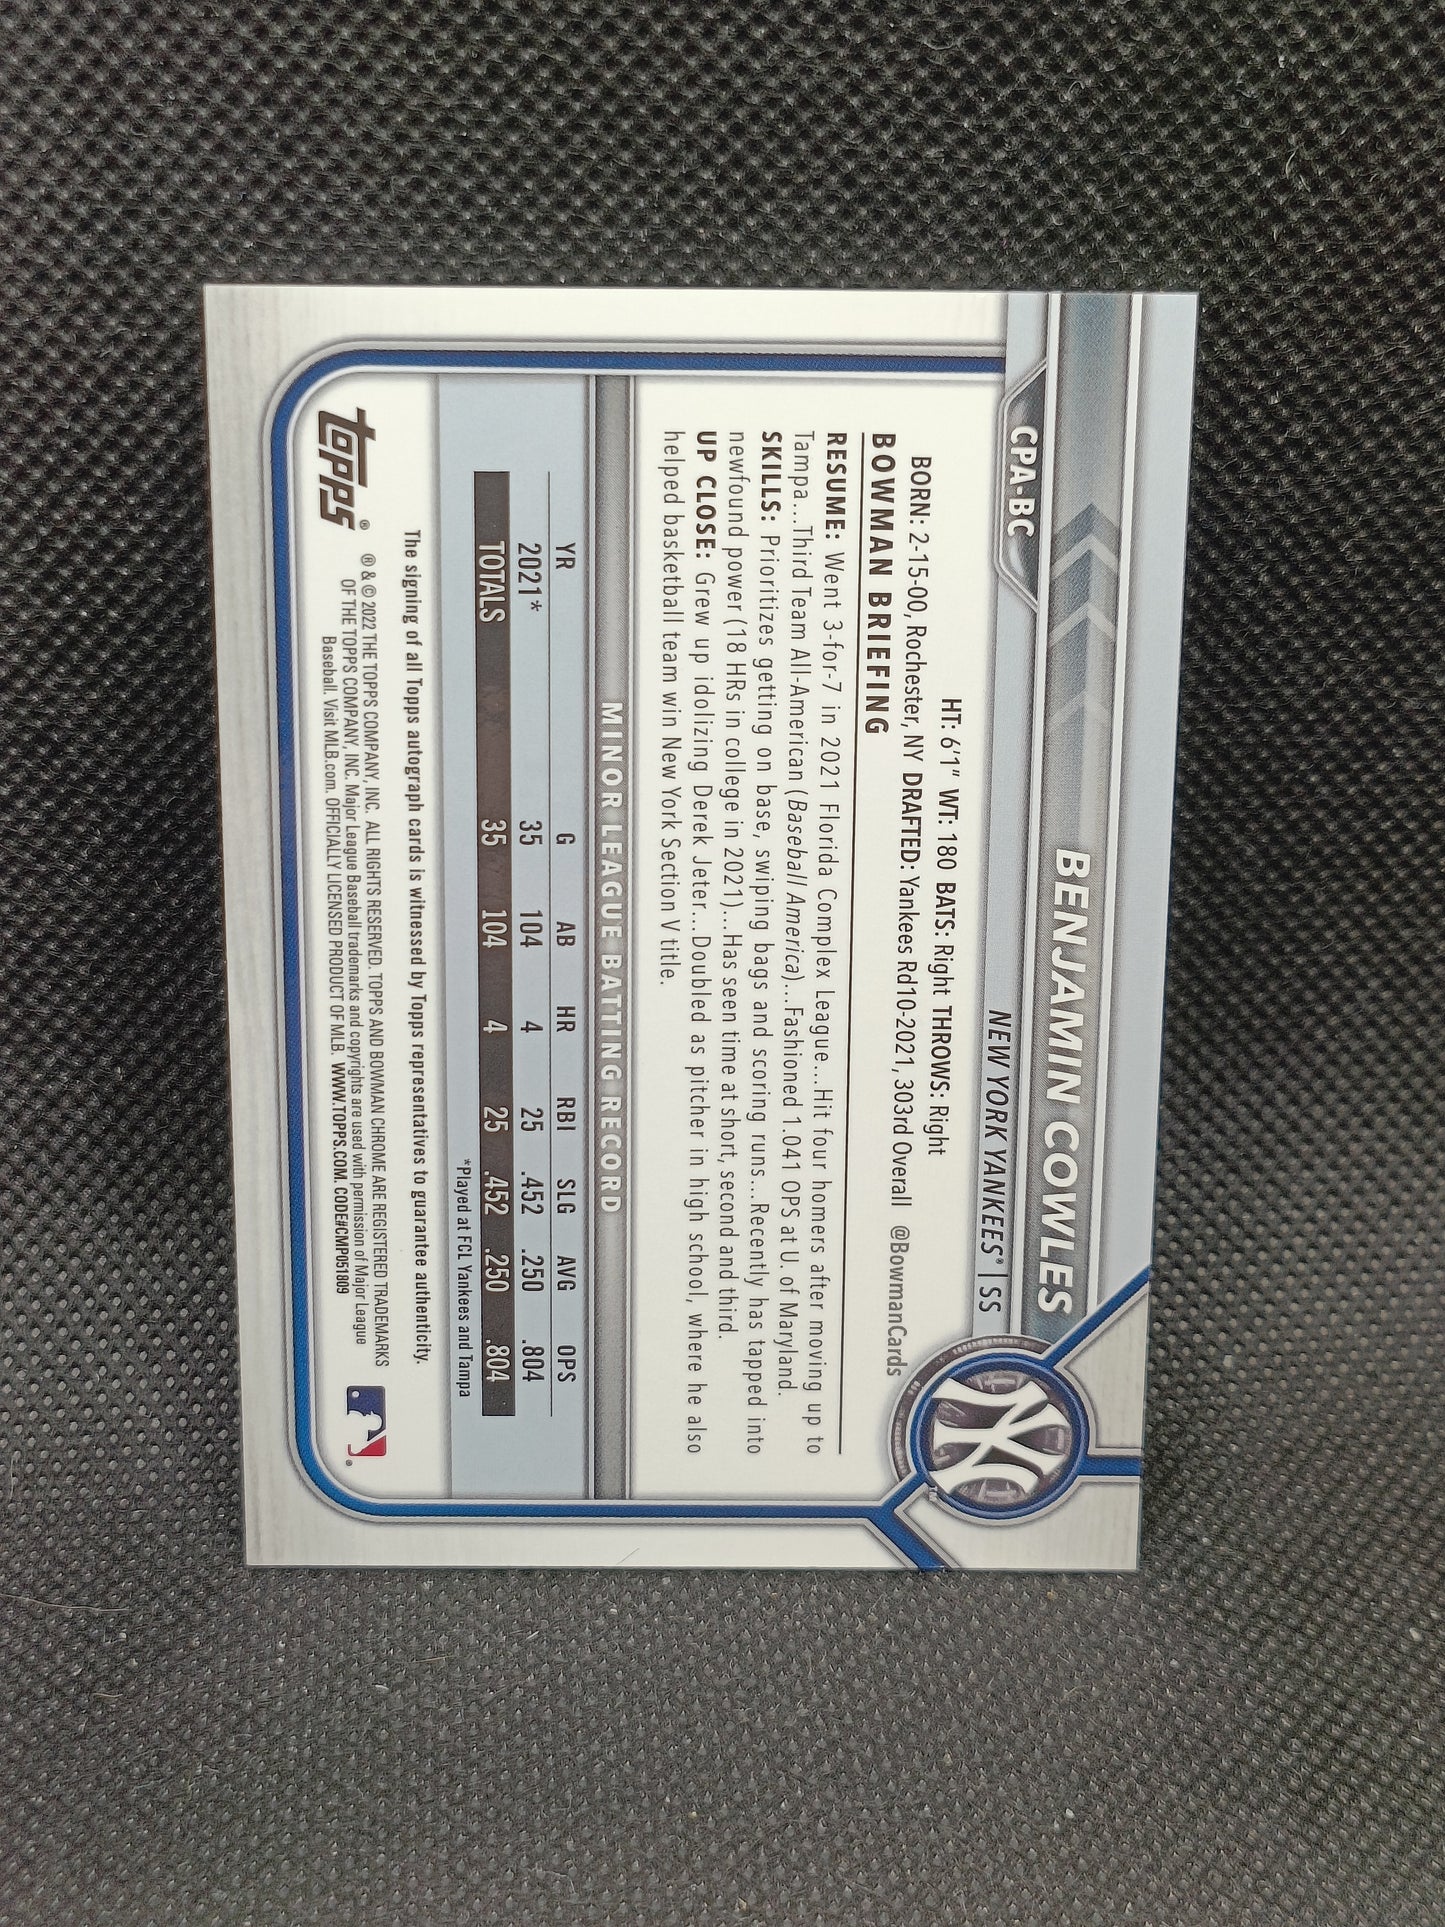 CPA-BC
BENJAMIN COWLES
NEW YORK YANKEES® | SS
HT: 6'1" WT: 180 BATS: Right THROWS: Right
BORN: 2-15-00, Rochester, NY DRAFTED: Yankees Rd10-2021, 303rd Overall @BowmanCards
BOWMAN BRIEFING
RESUME: Went 3-for-7 in 2021 Florida Complex League...Hit four homers after moving up to
Tampa...Third Team All-American (Baseball America)...Fashioned 1.041 OPS at U. of Maryland.
SKILLS: Prioritizes getting on base, swiping bags and scoring runs...Recently has tapped into
newfound power (18 HRs in college in 2021)...Has seen time at short, second and third.
UP CLOSE: Grew up idolizing Derek Jeter...Doubled as pitcher in high school, where he also
helped basketball team win New York Section V title.
MINOR LEAGUE BATTING RECORD
YR G AB HR RBI SLG AVG OPS
2021* 35 104 4 25 .452 .250 .804
TOTALS 35 104 4 25 .452 .250 .804
*Played at FCL Yankees and Tampa
The signing of all Topps autograph cards is witnessed by Topps representatives to guarantee authenticity.
topps®
® & © 2022 THE TOPPS COMPANY, INC. ALL RIGHTS RESERVED. TOPPS AND BOWMAN CHROME ARE REGISTERED TRADEMARKS
OF THE TOPPS COMPANY, INC. Major League Baseball trademarks and copyrights are used with permission of Major League
Baseball. Visit MLB.com. OFFICIALLY LICENSED PRODUCT OF MLB. WWW.TOPPS.COM. CODE#CMP051809